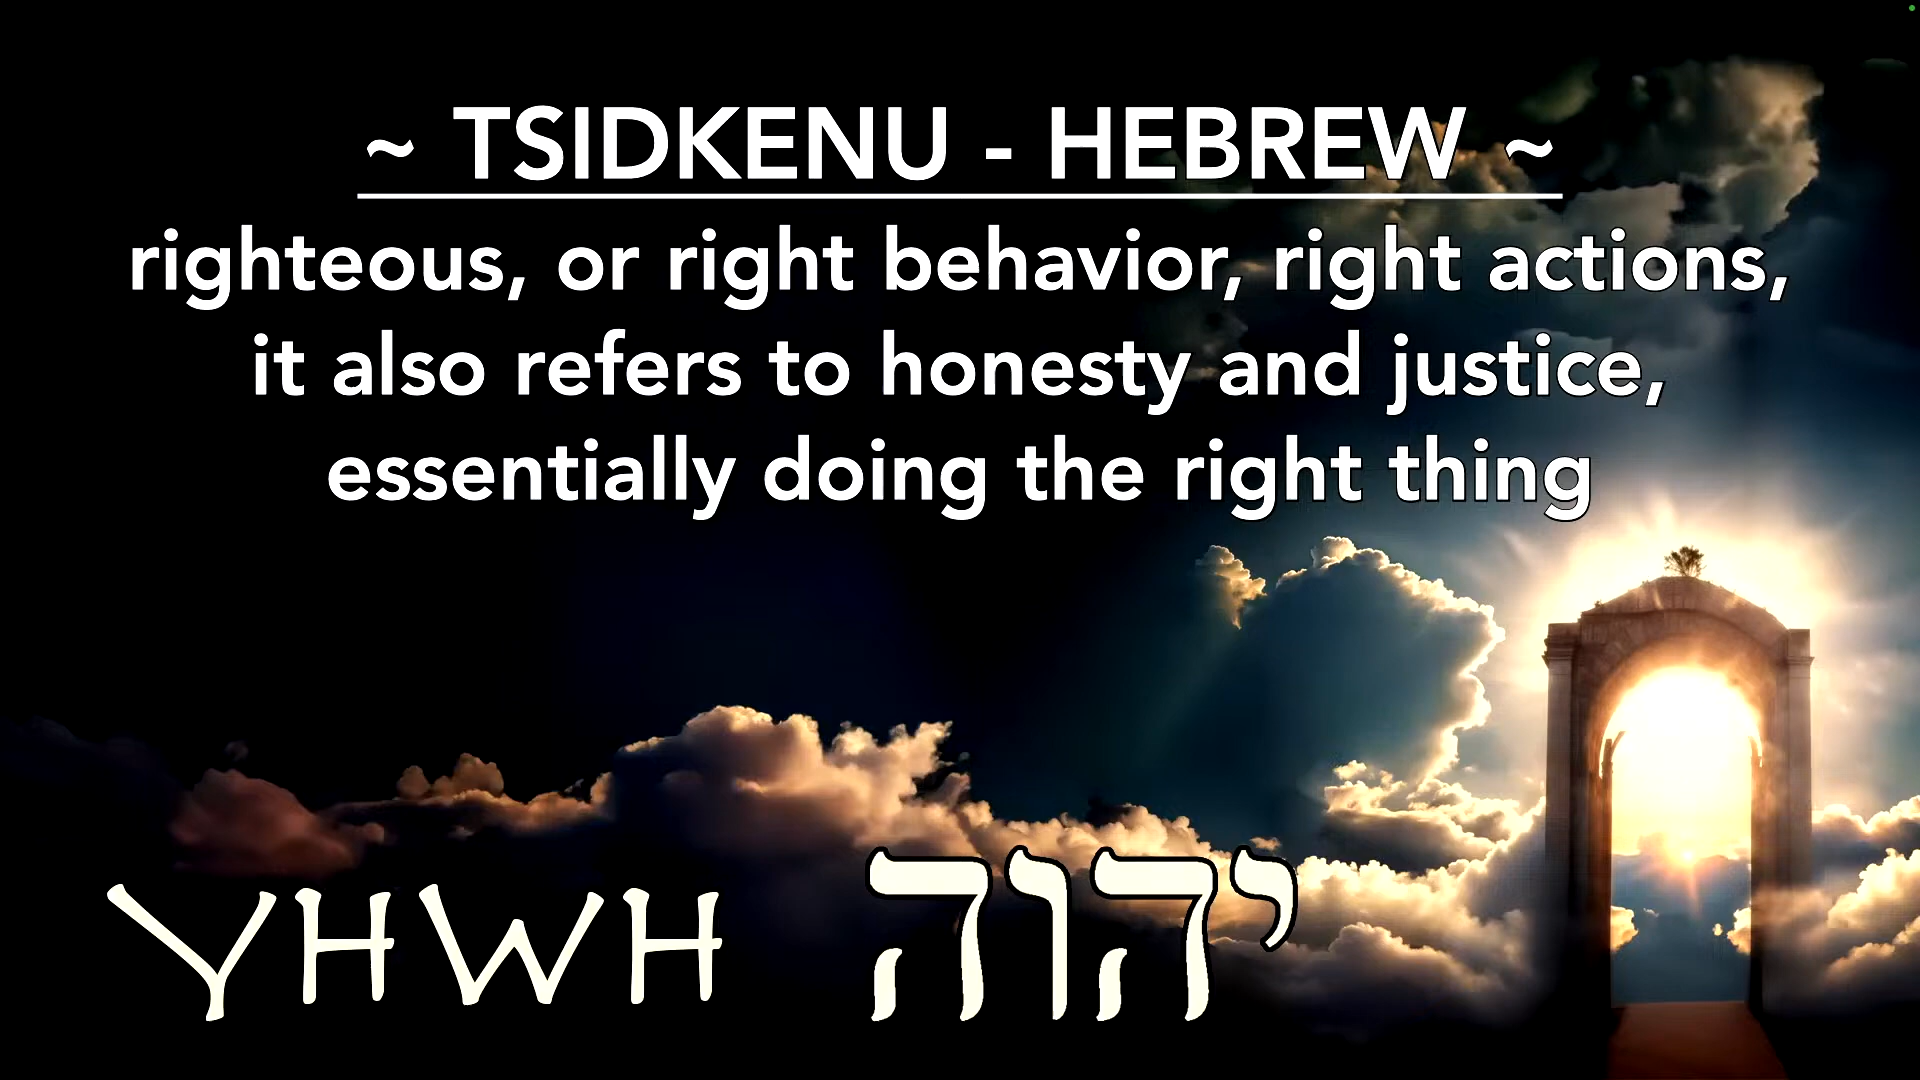 ~ TSIDKENU - HEBREW ~
righteous, or right behavior, right actions,
it also refers to honesty and justice,
essentially doing the right thing
YHWH יהוה